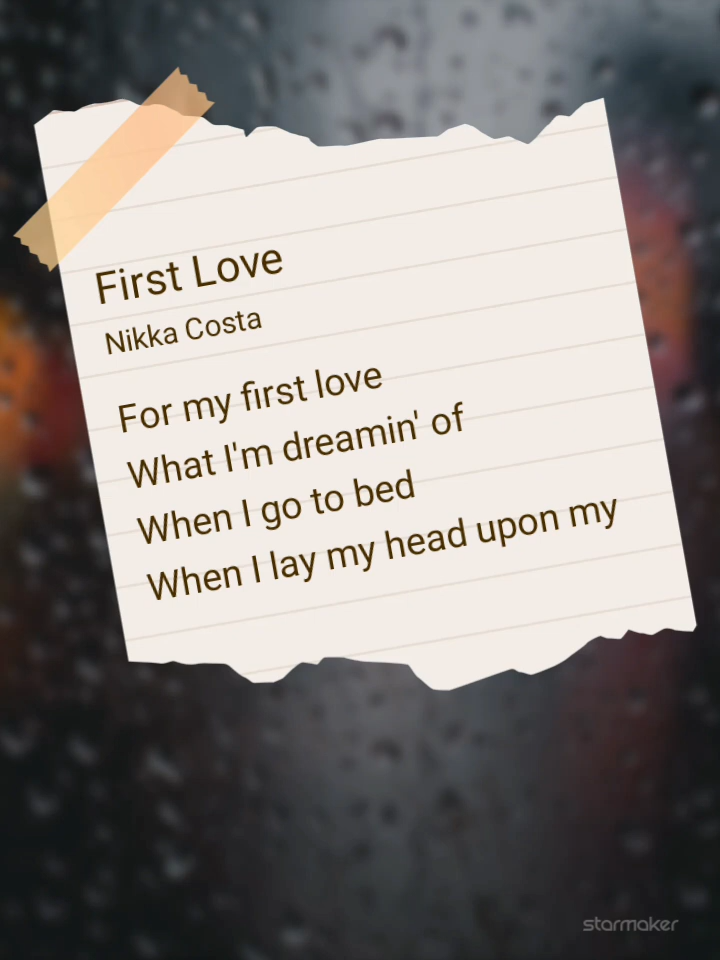 First Love
Nikka Costa
For my first love
What I'm dreamin' of
When I go to bed
When I lay my head upon my
starmaker